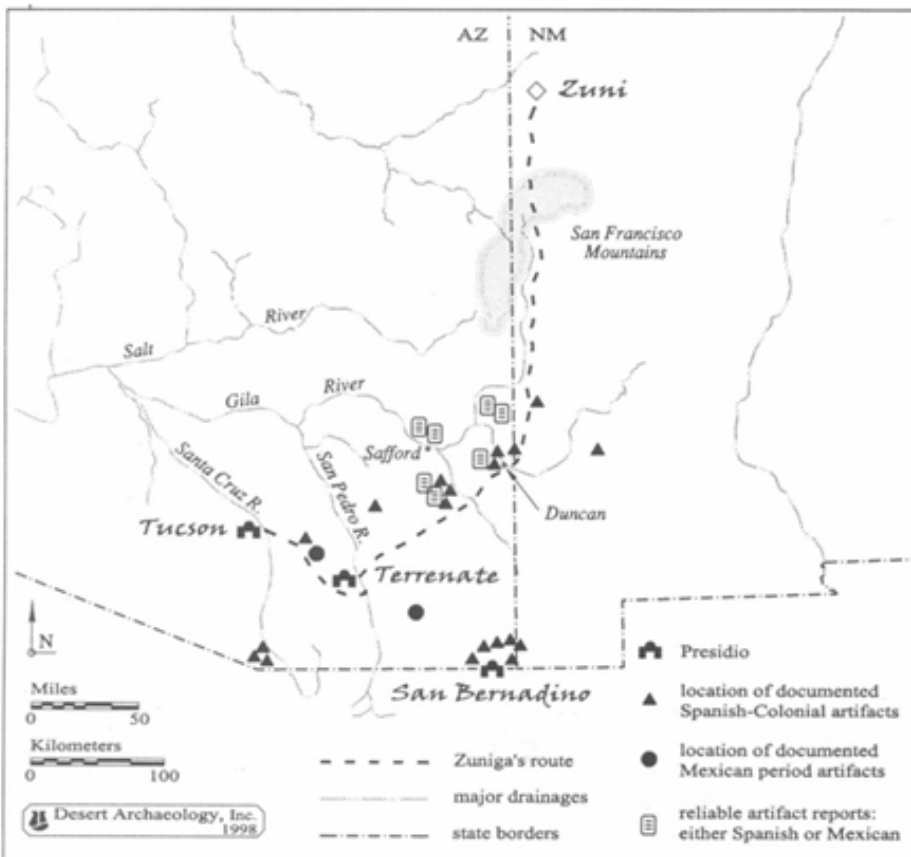 AZ NM
Zuni
San Francisco
Mountains
River
Salt
Gila
River
Safford
Santa Cruz R.
San Pedro R.
Duncan
Tucson
Terrenate
San Bernadino
N
Miles
0 50
Kilometers
0 100
Desert Archaeology, Inc.
1998
Zuniga's route
major drainages
state borders
Presidio
location of documented
Spanish-Colonial artifacts
location of documented
Mexican period artifacts
reliable artifact reports:
either Spanish or Mexican